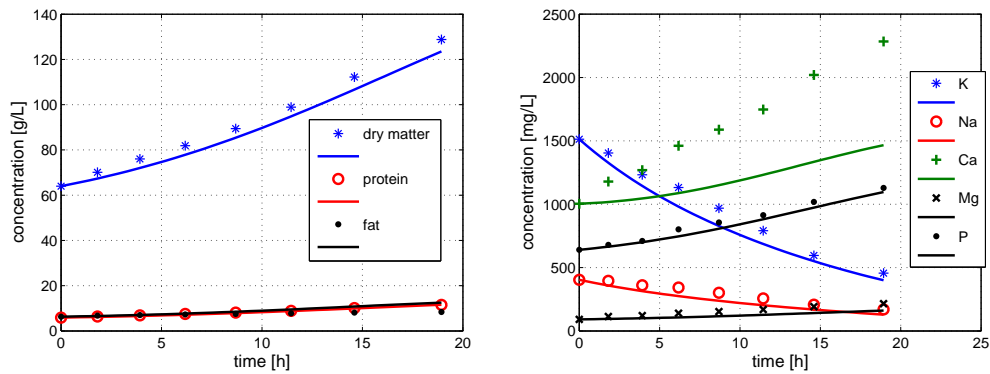 140
120
100
80
60
40
20
0
concentration [g/L]
0 5 10 15 20
time [h]
dry matter
protein
fat
2500
2000
1500
1000
500
0
concentration [mg/L]
0 5 10 15 20 25
time [h]
K
Na
Ca
Mg
P